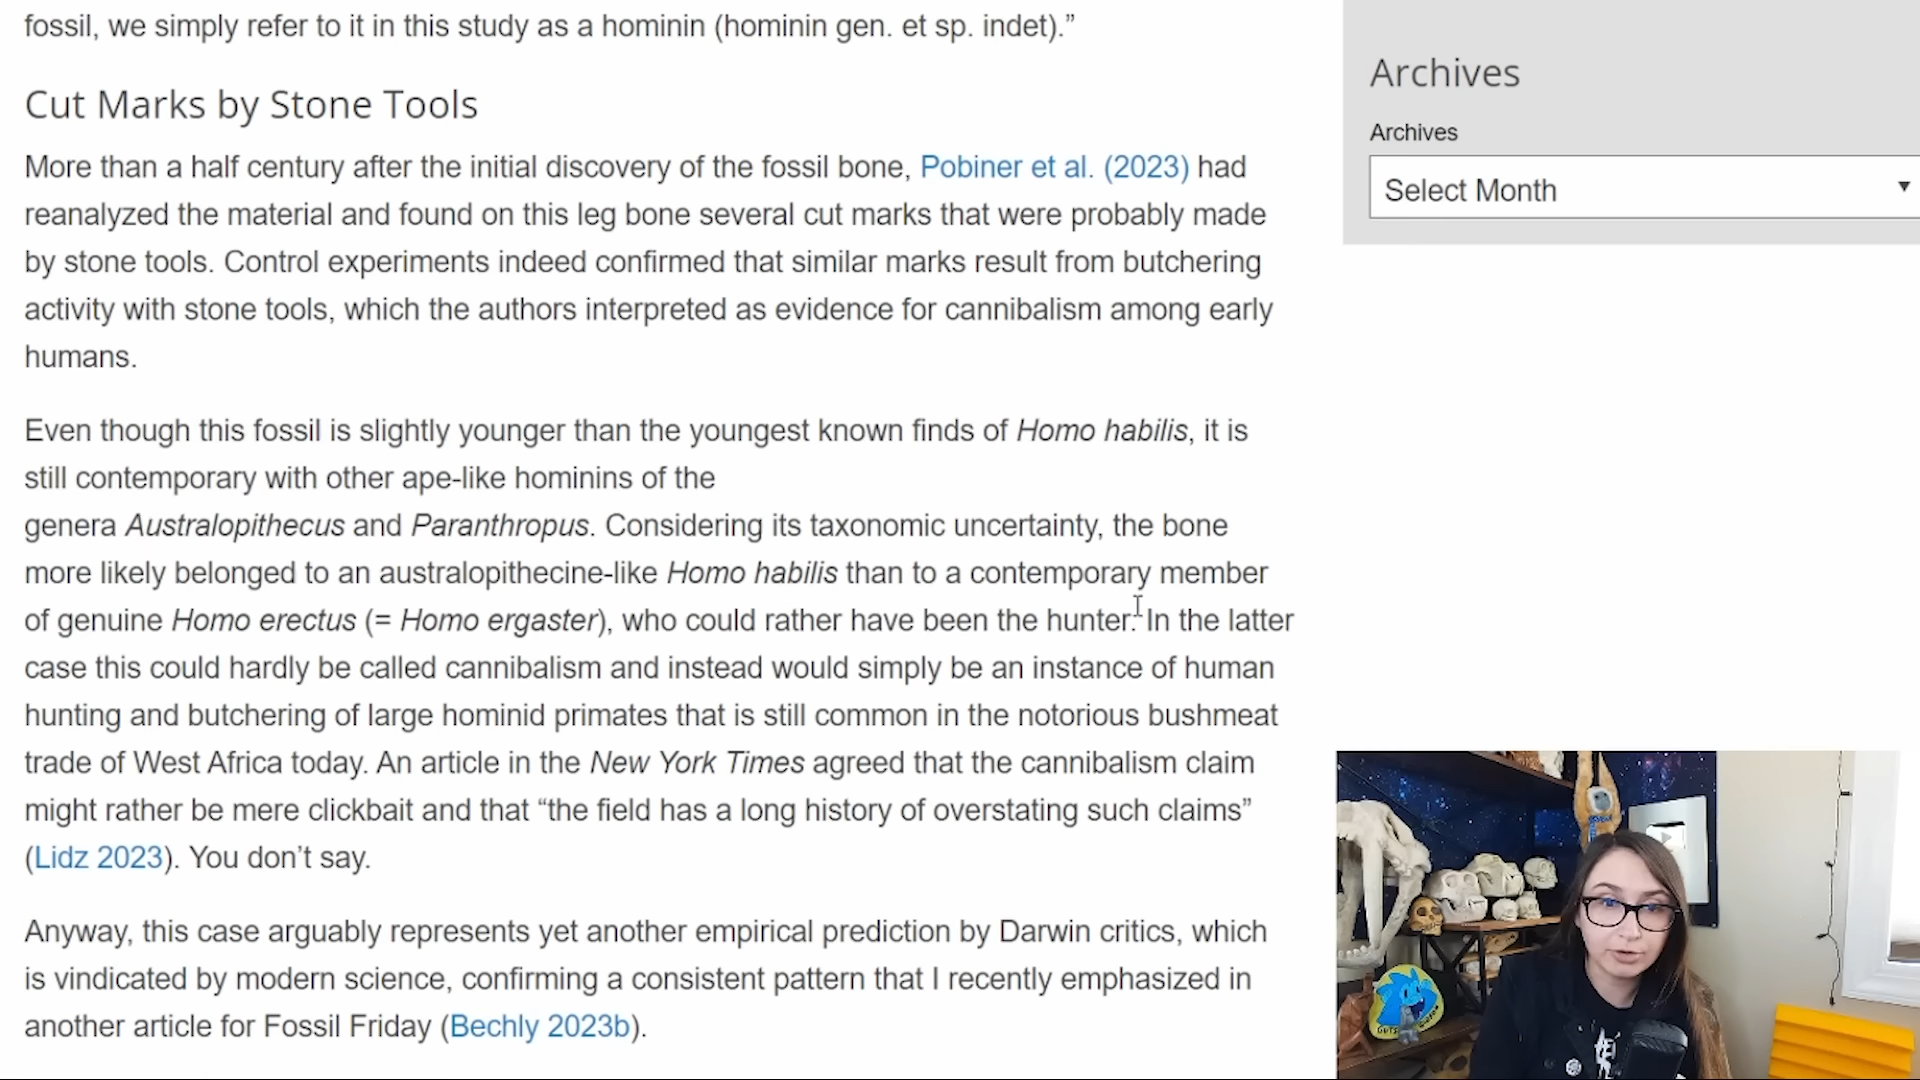 fossil, we simply refer to it in this study as a hominin (hominin gen. et sp. indet).”
Cut Marks by Stone Tools
More than a half century after the initial discovery of the fossil bone, Pobiner et al. (2023) had
reanalyzed the material and found on this leg bone several cut marks that were probably made
by stone tools. Control experiments indeed confirmed that similar marks result from butchering
activity with stone tools, which the authors interpreted as evidence for cannibalism among early
humans.
Even though this fossil is slightly younger than the youngest known finds of Homo habilis, it is
still contemporary with other ape-like hominins of the
genera Australopithecus and Paranthropus. Considering its taxonomic uncertainty, the bone
more likely belonged to an australopithecine-like Homo habilis than to a contemporary member
of genuine Homo erectus (= Homo ergaster), who could rather have been the hunter. In the latter
case this could hardly be called cannibalism and instead would simply be an instance of human
hunting and butchering of large hominid primates that is still common in the notorious bushmeat
trade of West Africa today. An article in the New York Times agreed that the cannibalism claim
might rather be mere clickbait and that “the field has a long history of overstating such claims”
(Lidz 2023). You don’t say.
Anyway, this case arguably represents yet another empirical prediction by Darwin critics, which
is vindicated by modern science, confirming a consistent pattern that I recently emphasized in
another article for Fossil Friday (Bechly 2023b).
Archives
Archives
Select Month